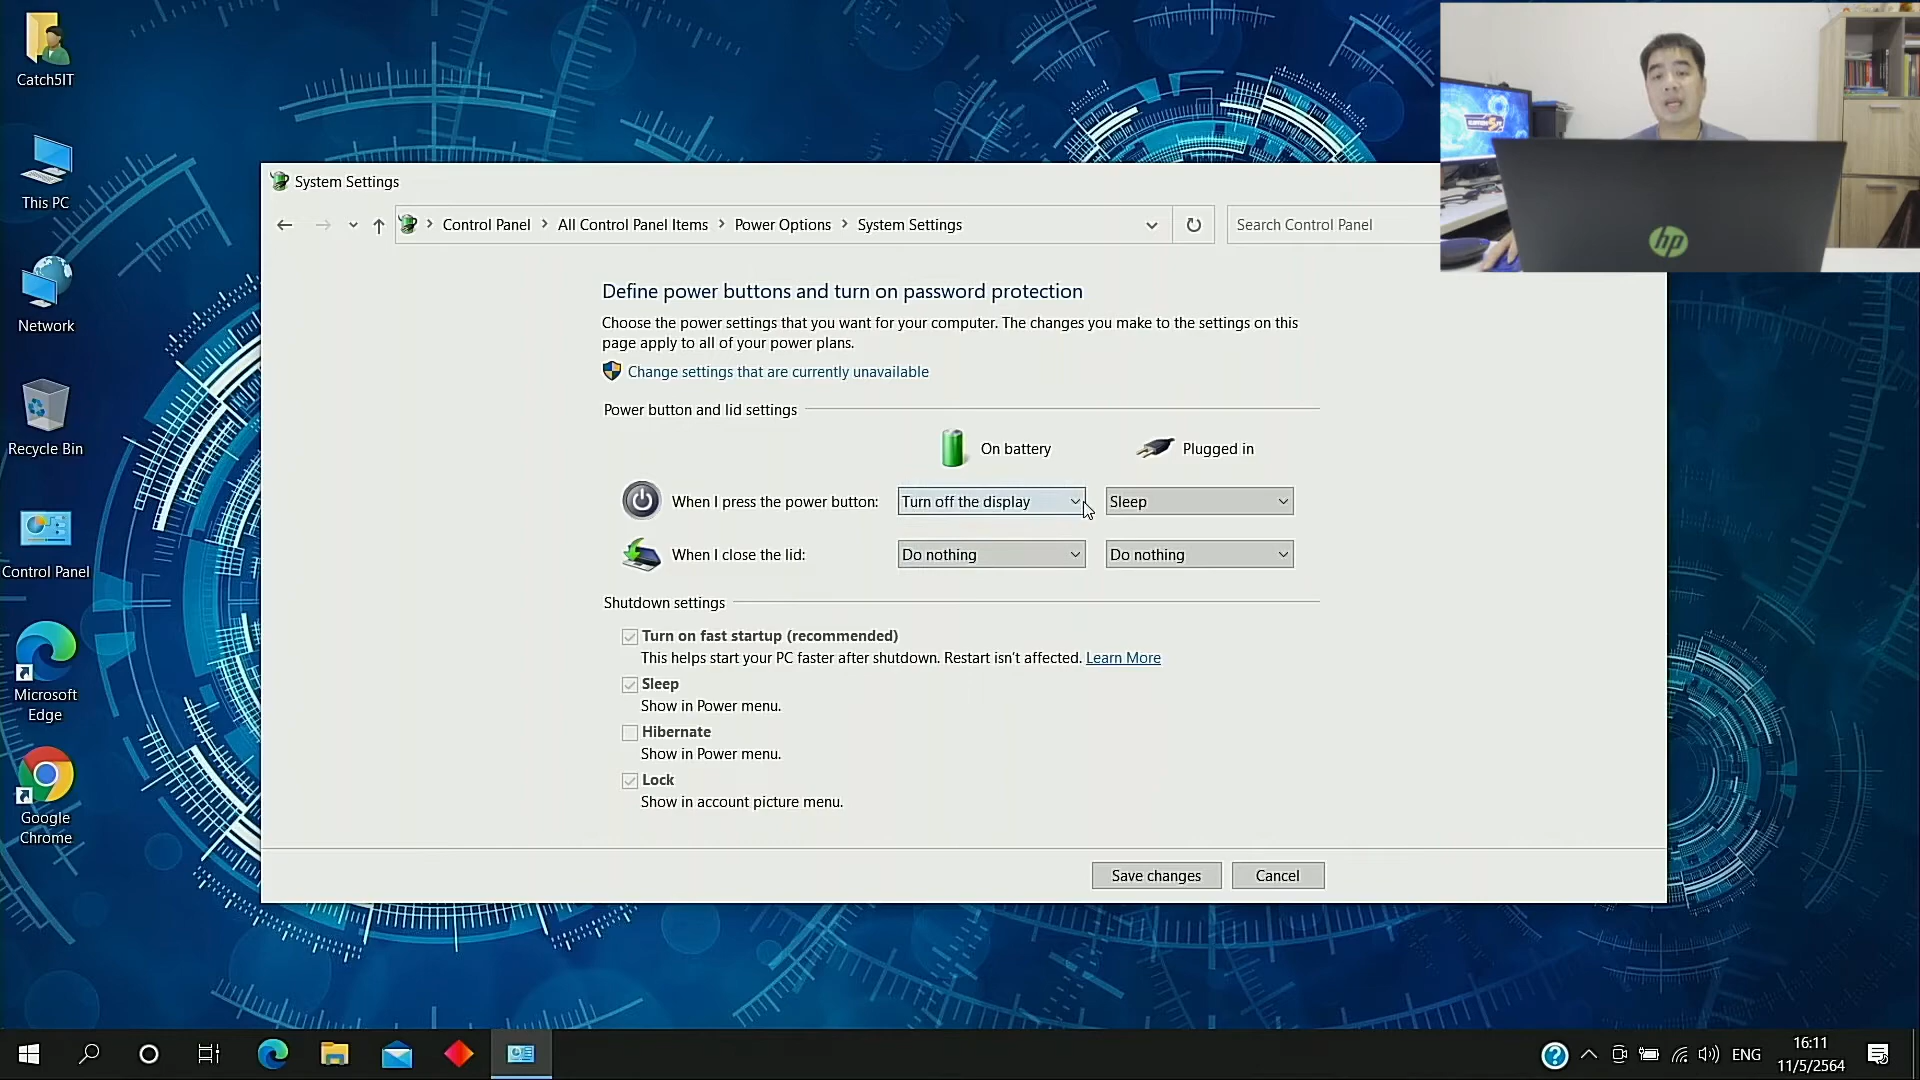 Catch5IT
This PC
Network
Recycle Bin
Control Panel
Microsoft
Edge
Google
Chrome
System Settings
Control Panel > All Control Panel Items > Power Options > System Settings
Search Control Panel
hp
Define power buttons and turn on password protection
Choose the power settings that you want for your computer. The changes you make to the settings on this
page apply to all of your power plans.
Change settings that are currently unavailable
Power button and lid settings
On battery
Plugged in
When I press the power button:
Turn off the display
Sleep
When I close the lid:
Do nothing
Do nothing
Shutdown settings
Turn on fast startup (recommended)
This helps start your PC faster after shutdown. Restart isn't affected. Learn More
Sleep
Show in Power menu.
Hibernate
Show in Power menu.
Lock
Show in account picture menu.
Save changes
Cancel
ENG
16:11
11/5/2564